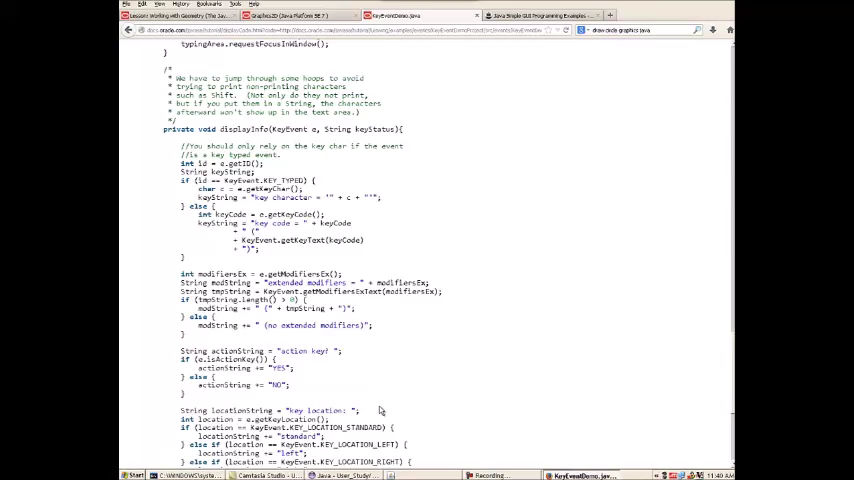 File Edit View History Bookmarks Tools Help
Lesson: Working with Geometry (The Jav... Graphics2D (Java Platform SE 7 ) KeyEventDemo.java Java Simple GUI Programming Examples -...
draw circle graphics java
typingArea.requestFocusInWindow();
}
/*
* We have to jump through some hoops to avoid
* trying to print non-printing characters
* such as Shift.  (Not only do they not print,
* but if you put them in a String, the characters
* afterward won't show up in the text area.)
*/
private void displayInfo(KeyEvent e, String keyStatus){
//You should only rely on the key char if the event
//is a key typed event.
int id = e.getID();
String keyString;
if (id == KeyEvent.KEY_TYPED) {
char c = e.getKeyChar();
keyString = "key character = '" + c + "'";
} else {
int keyCode = e.getKeyCode();
keyString = "key code = " + keyCode
+ " ("
+ KeyEvent.getKeyText(keyCode)
+ ")";
}
int modifiersEx = e.getModifiersEx();
String modString = "extended modifiers = " + modifiersEx;
String tmpString = KeyEvent.getModifiersExText(modifiersEx);
if (tmpString.length() > 0) {
modString += " (" + tmpString + ")";
} else {
modString += " (no extended modifiers)";
}
String actionString = "action key? ";
if (e.isActionKey()) {
actionString += "YES";
} else {
actionString += "NO";
}
String locationString = "key location: ";
int location = e.getKeyLocation();
if (location == KeyEvent.KEY_LOCATION_STANDARD) {
locationString += "standard";
} else if (location == KeyEvent.KEY_LOCATION_LEFT) {
locationString += "left";
} else if (location == KeyEvent.KEY_LOCATION_RIGHT) {
Start C:\WINDOWS\syste... Camtasia Studio - U... Java - User_Study/... Recording... KeyEventDemo.jav... 11:40 AM